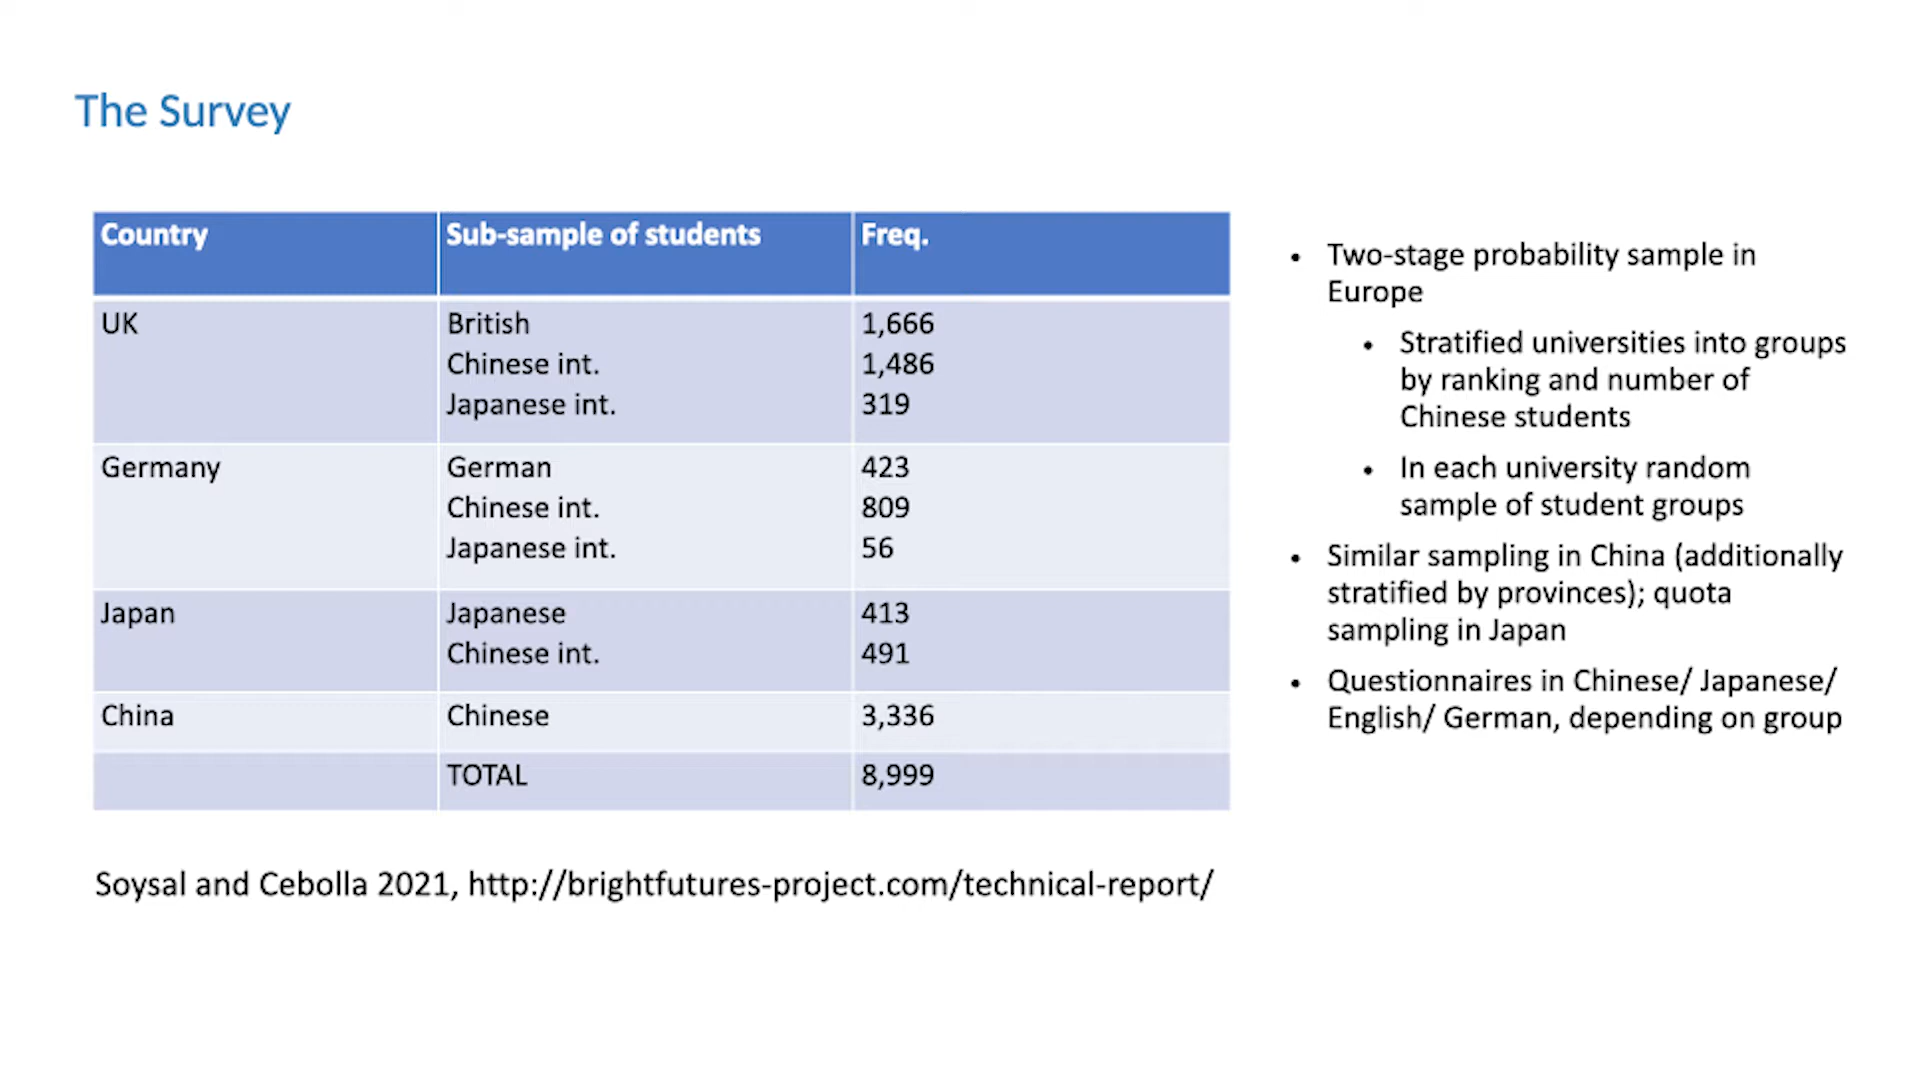 The Survey
Country Sub-sample of students Freq.
UK British 1,666
Chinese int. 1,486
Japanese int. 319
Germany German 423
Chinese int. 809
Japanese int. 56
Japan Japanese 413
Chinese int. 491
China Chinese 3,336
TOTAL 8,999
• Two-stage probability sample in
Europe
• Stratified universities into groups
by ranking and number of
Chinese students
• In each university random
sample of student groups
• Similar sampling in China (additionally
stratified by provinces); quota
sampling in Japan
• Questionnaires in Chinese/ Japanese/
English/ German, depending on group
Soysal and Cebolla 2021, http://brightfutures-project.com/technical-report/